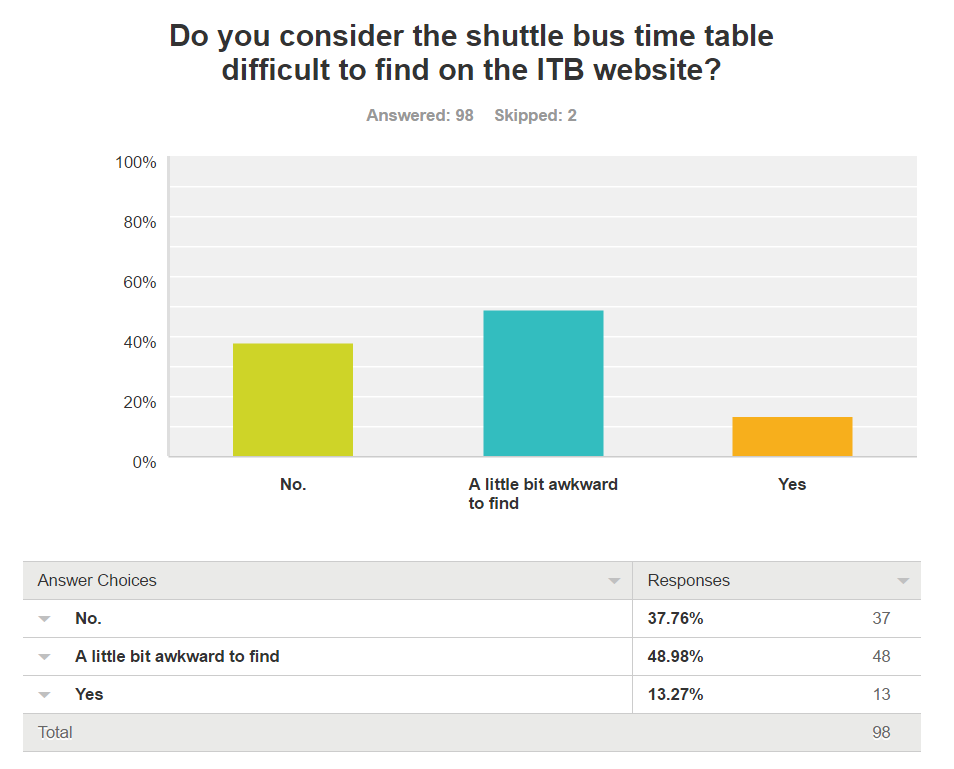 Do you consider the shuttle bus time table
difficult to find on the ITB website?
Answered: 98 Skipped: 2
100%
80%
60%
40%
20%
0%
No.
A little bit awkward
to find
Yes
Answer Choices Responses
No. 37.76% 37
A little bit awkward to find 48.98% 48
Yes 13.27% 13
Total 98